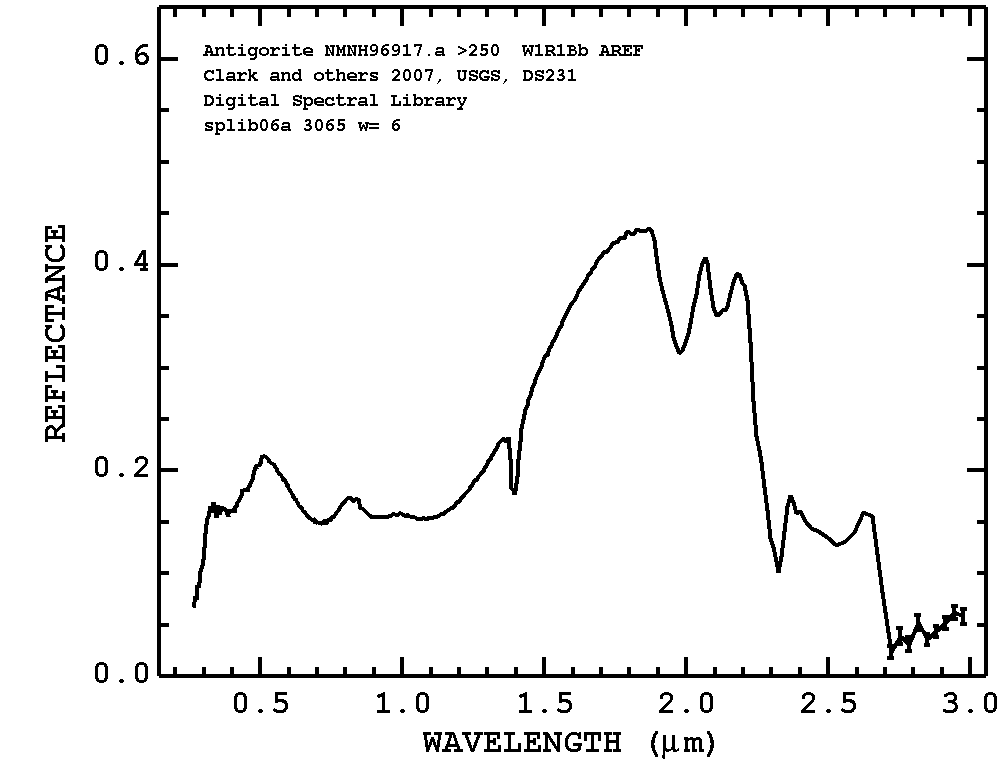 Antigorite NMNH96917.a >250  W1R1Bb AREF
Clark and others 2007, USGS, DS231
Digital Spectral Library
splib06a 3065 w= 6
0.6
0.4
0.2
0.0
REFLECTANCE
0.5 1.0 1.5 2.0 2.5 3.0
WAVELENGTH (μm)